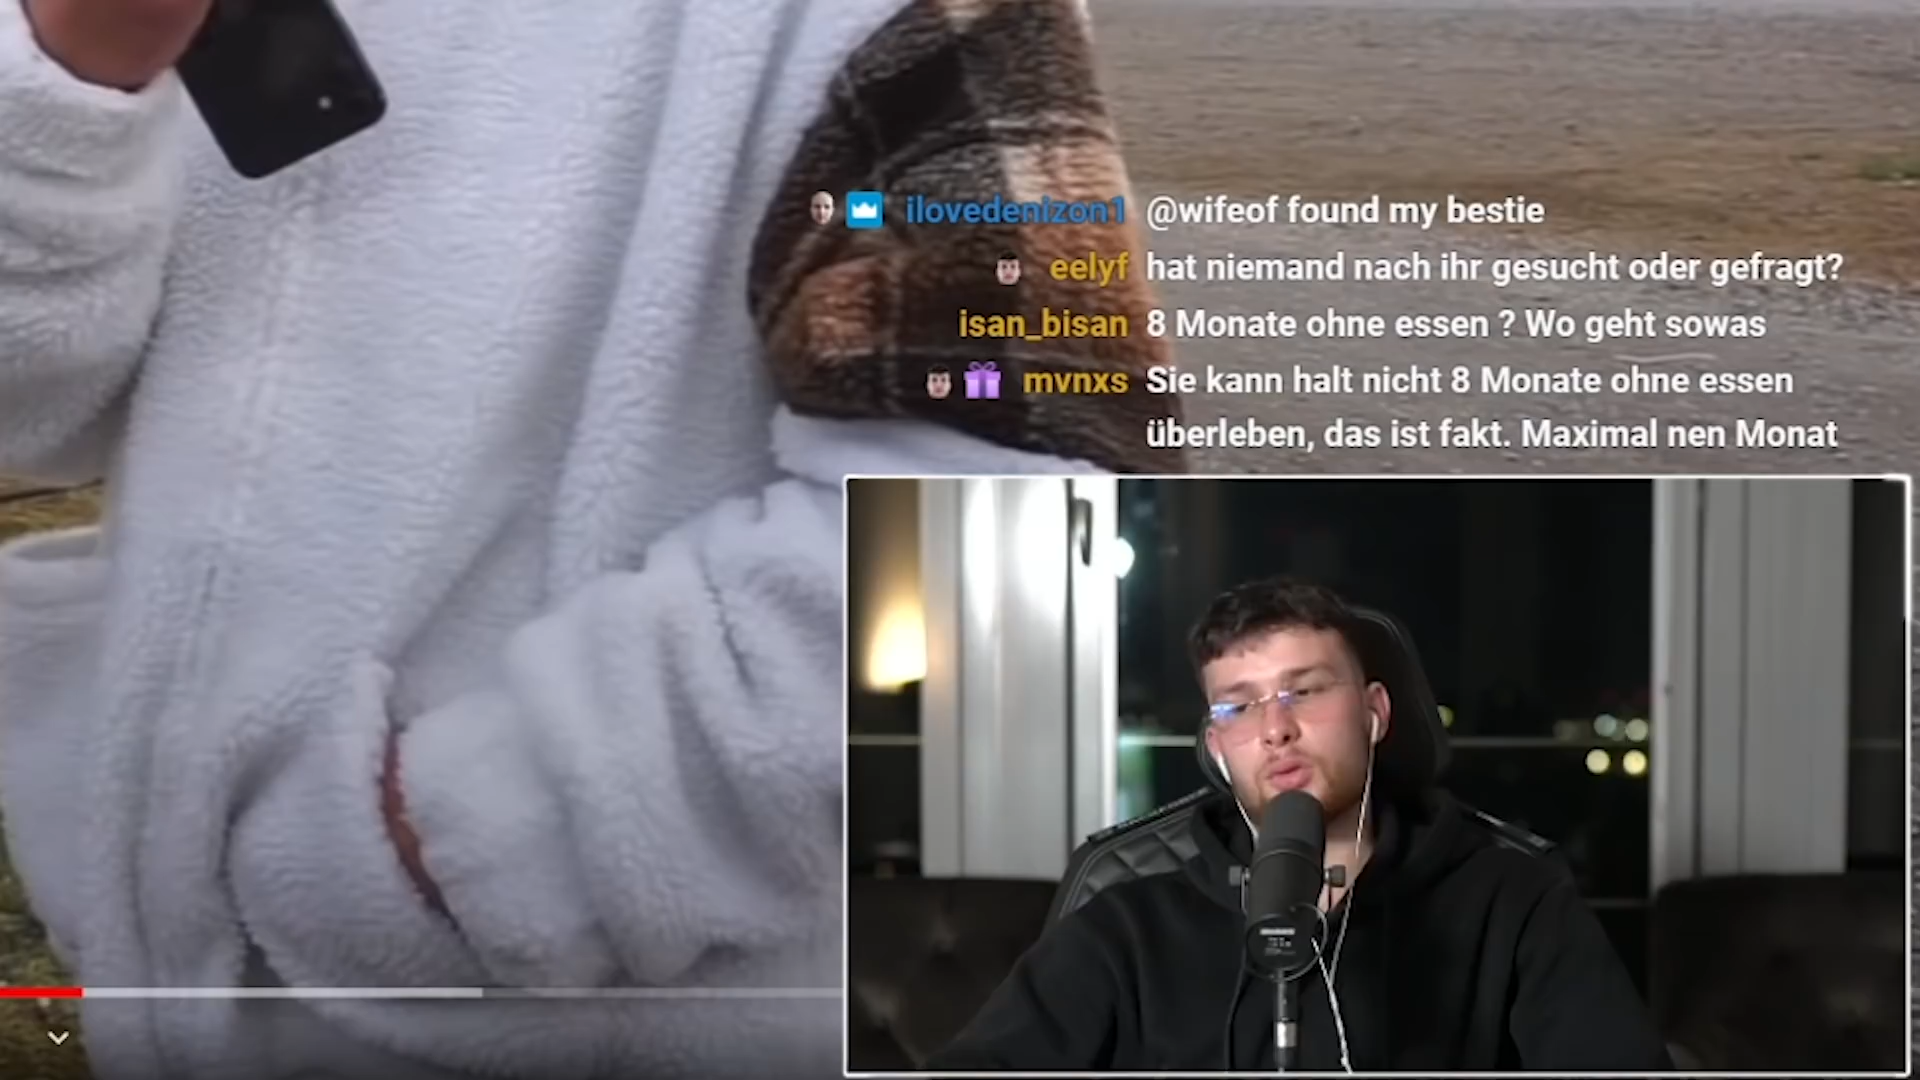 ilovedenizon1 @wifeof found my bestie
eelyf hat niemand nach ihr gesucht oder gefragt?
isan_bisan 8 Monate ohne essen ? Wo geht sowas
mvnxs Sie kann halt nicht 8 Monate ohne essen
überleben, das ist fakt. Maximal nen Monat